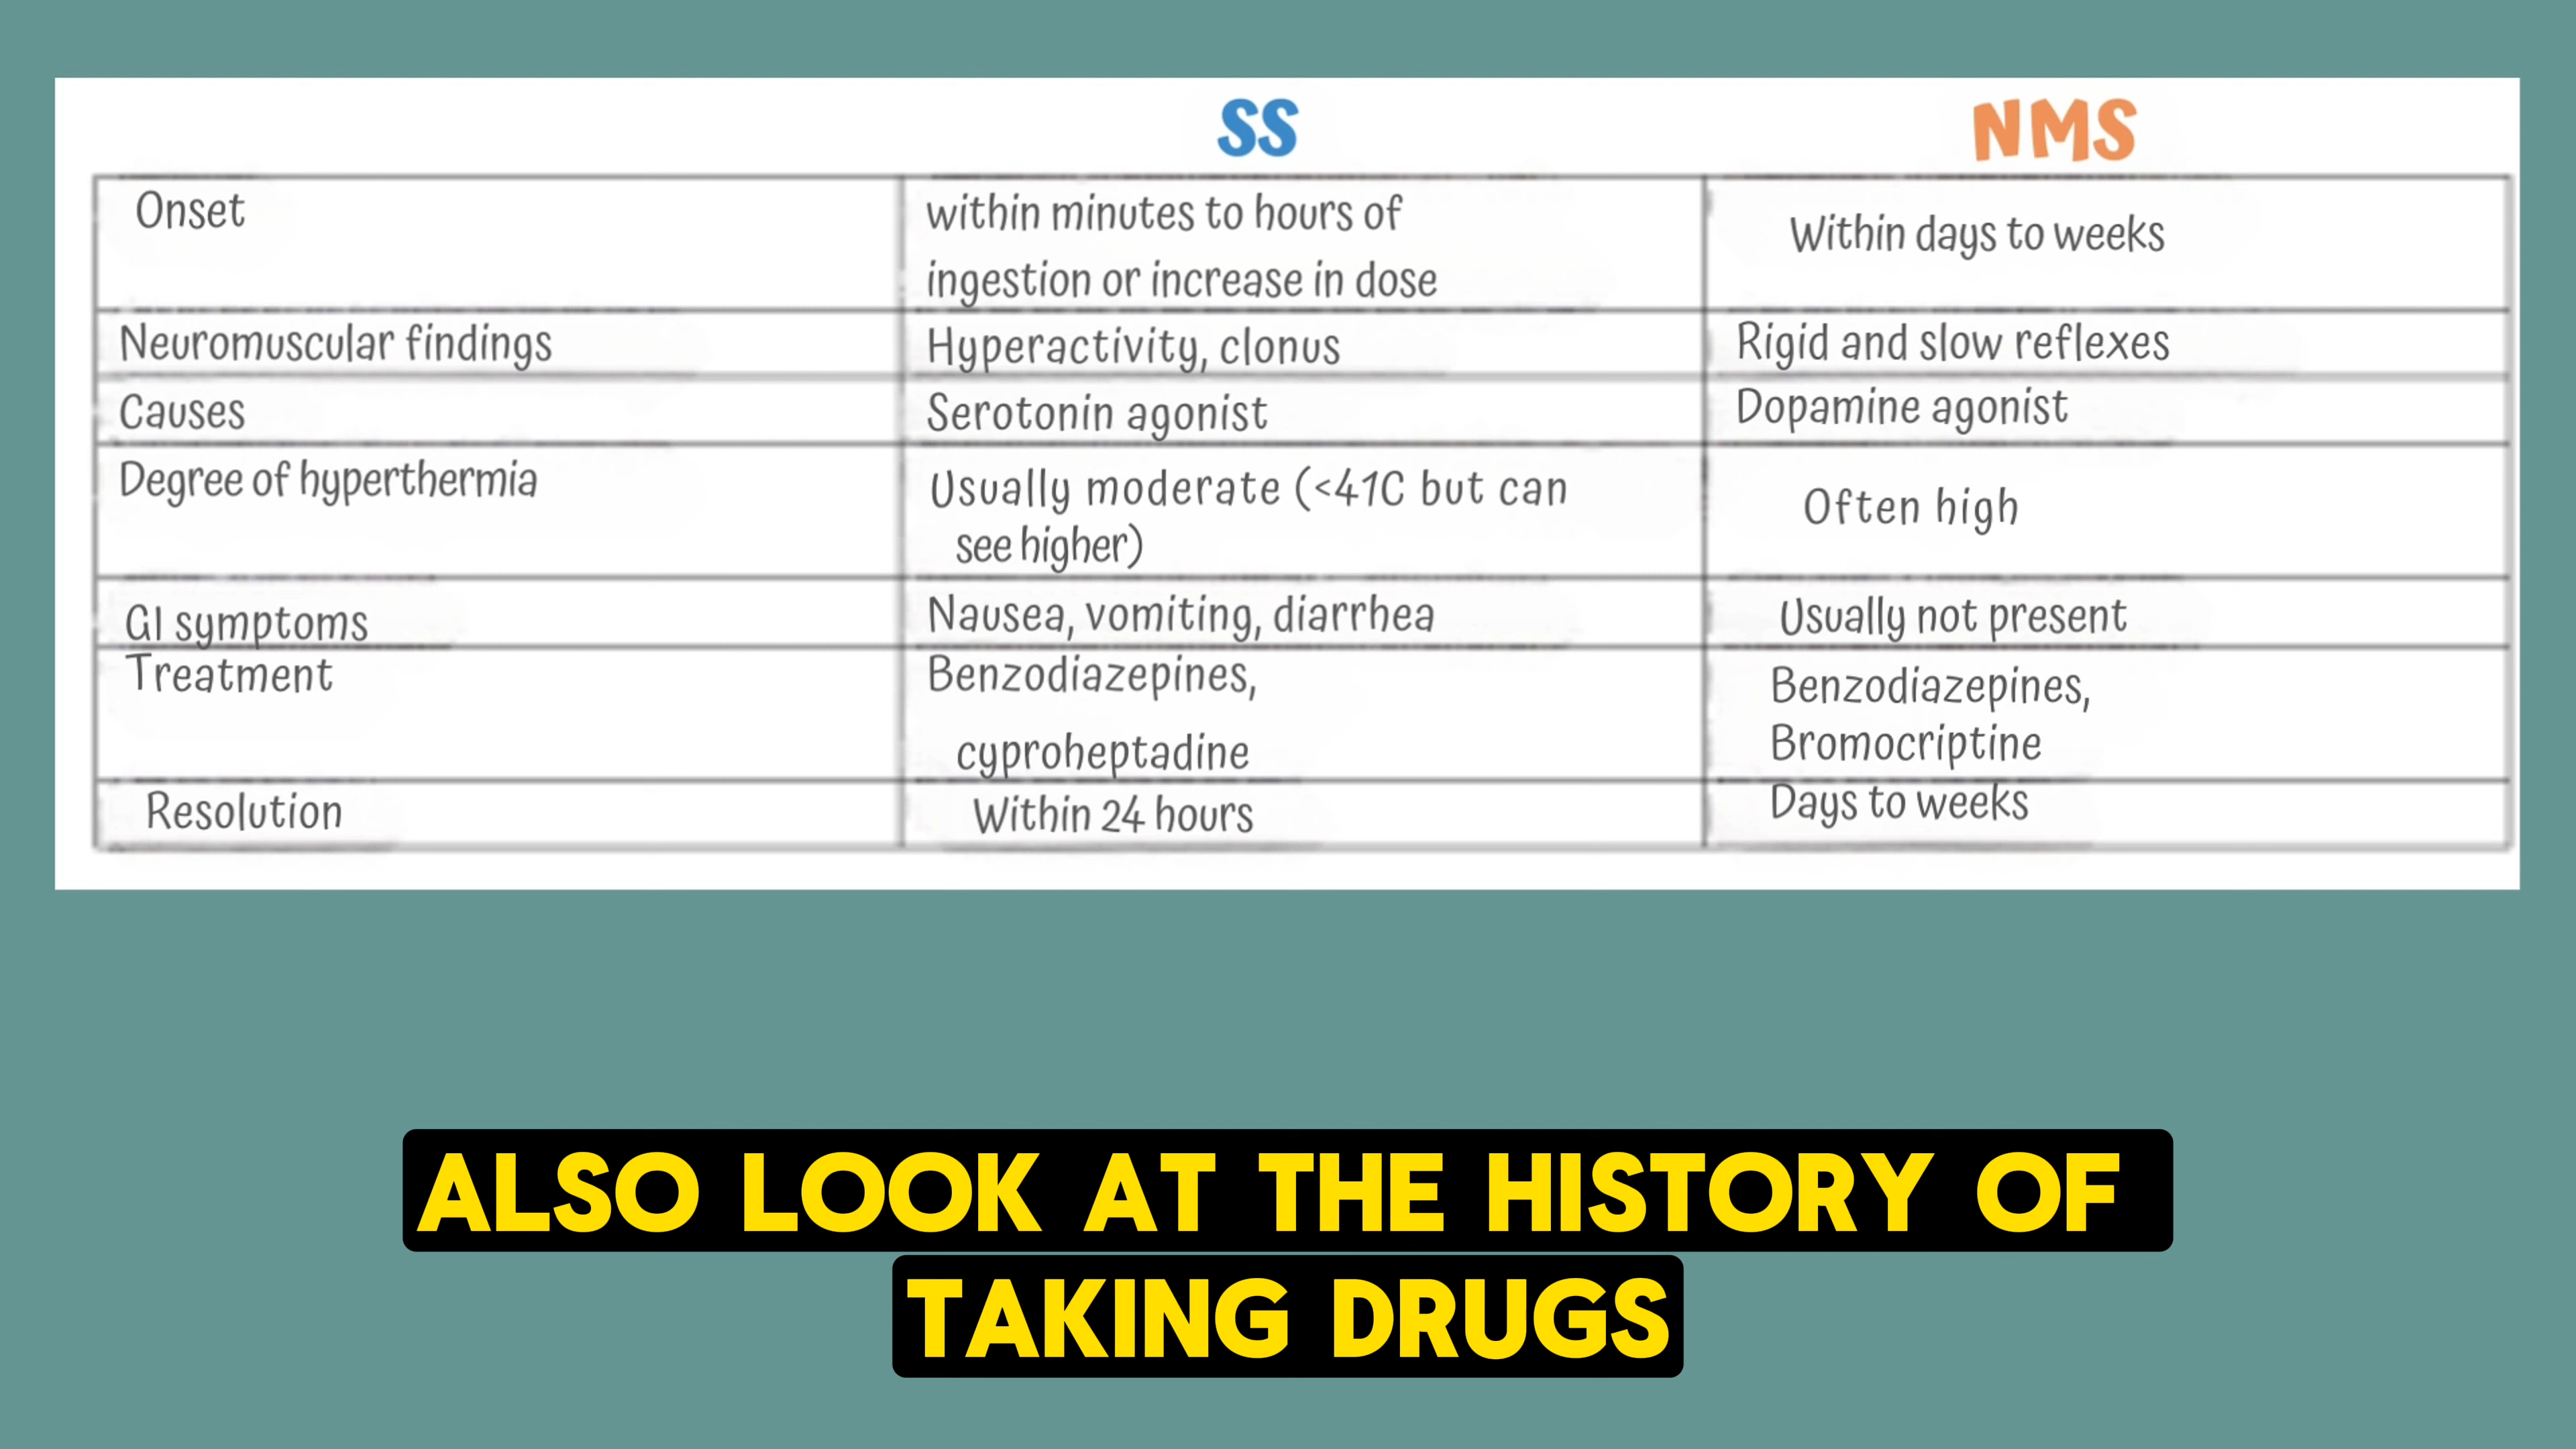 SS NMS
Onset
within minutes to hours of
ingestion or increase in dose
Within days to weeks
Neuromuscular findings
Hyperactivity, clonus
Rigid and slow reflexes
Causes
Serotonin agonist
Dopamine agonist
Degree of hyperthermia
Usually moderate (<41C but can
see higher)
Often high
GI symptoms
Nausea, vomiting, diarrhea
Usually not present
Treatment
Benzodiazepines,
cyproheptadine
Benzodiazepines,
Bromocriptine
Resolution
Within 24 hours
Days to weeks
ALSO LOOK AT THE HISTORY OF
TAKING DRUGS